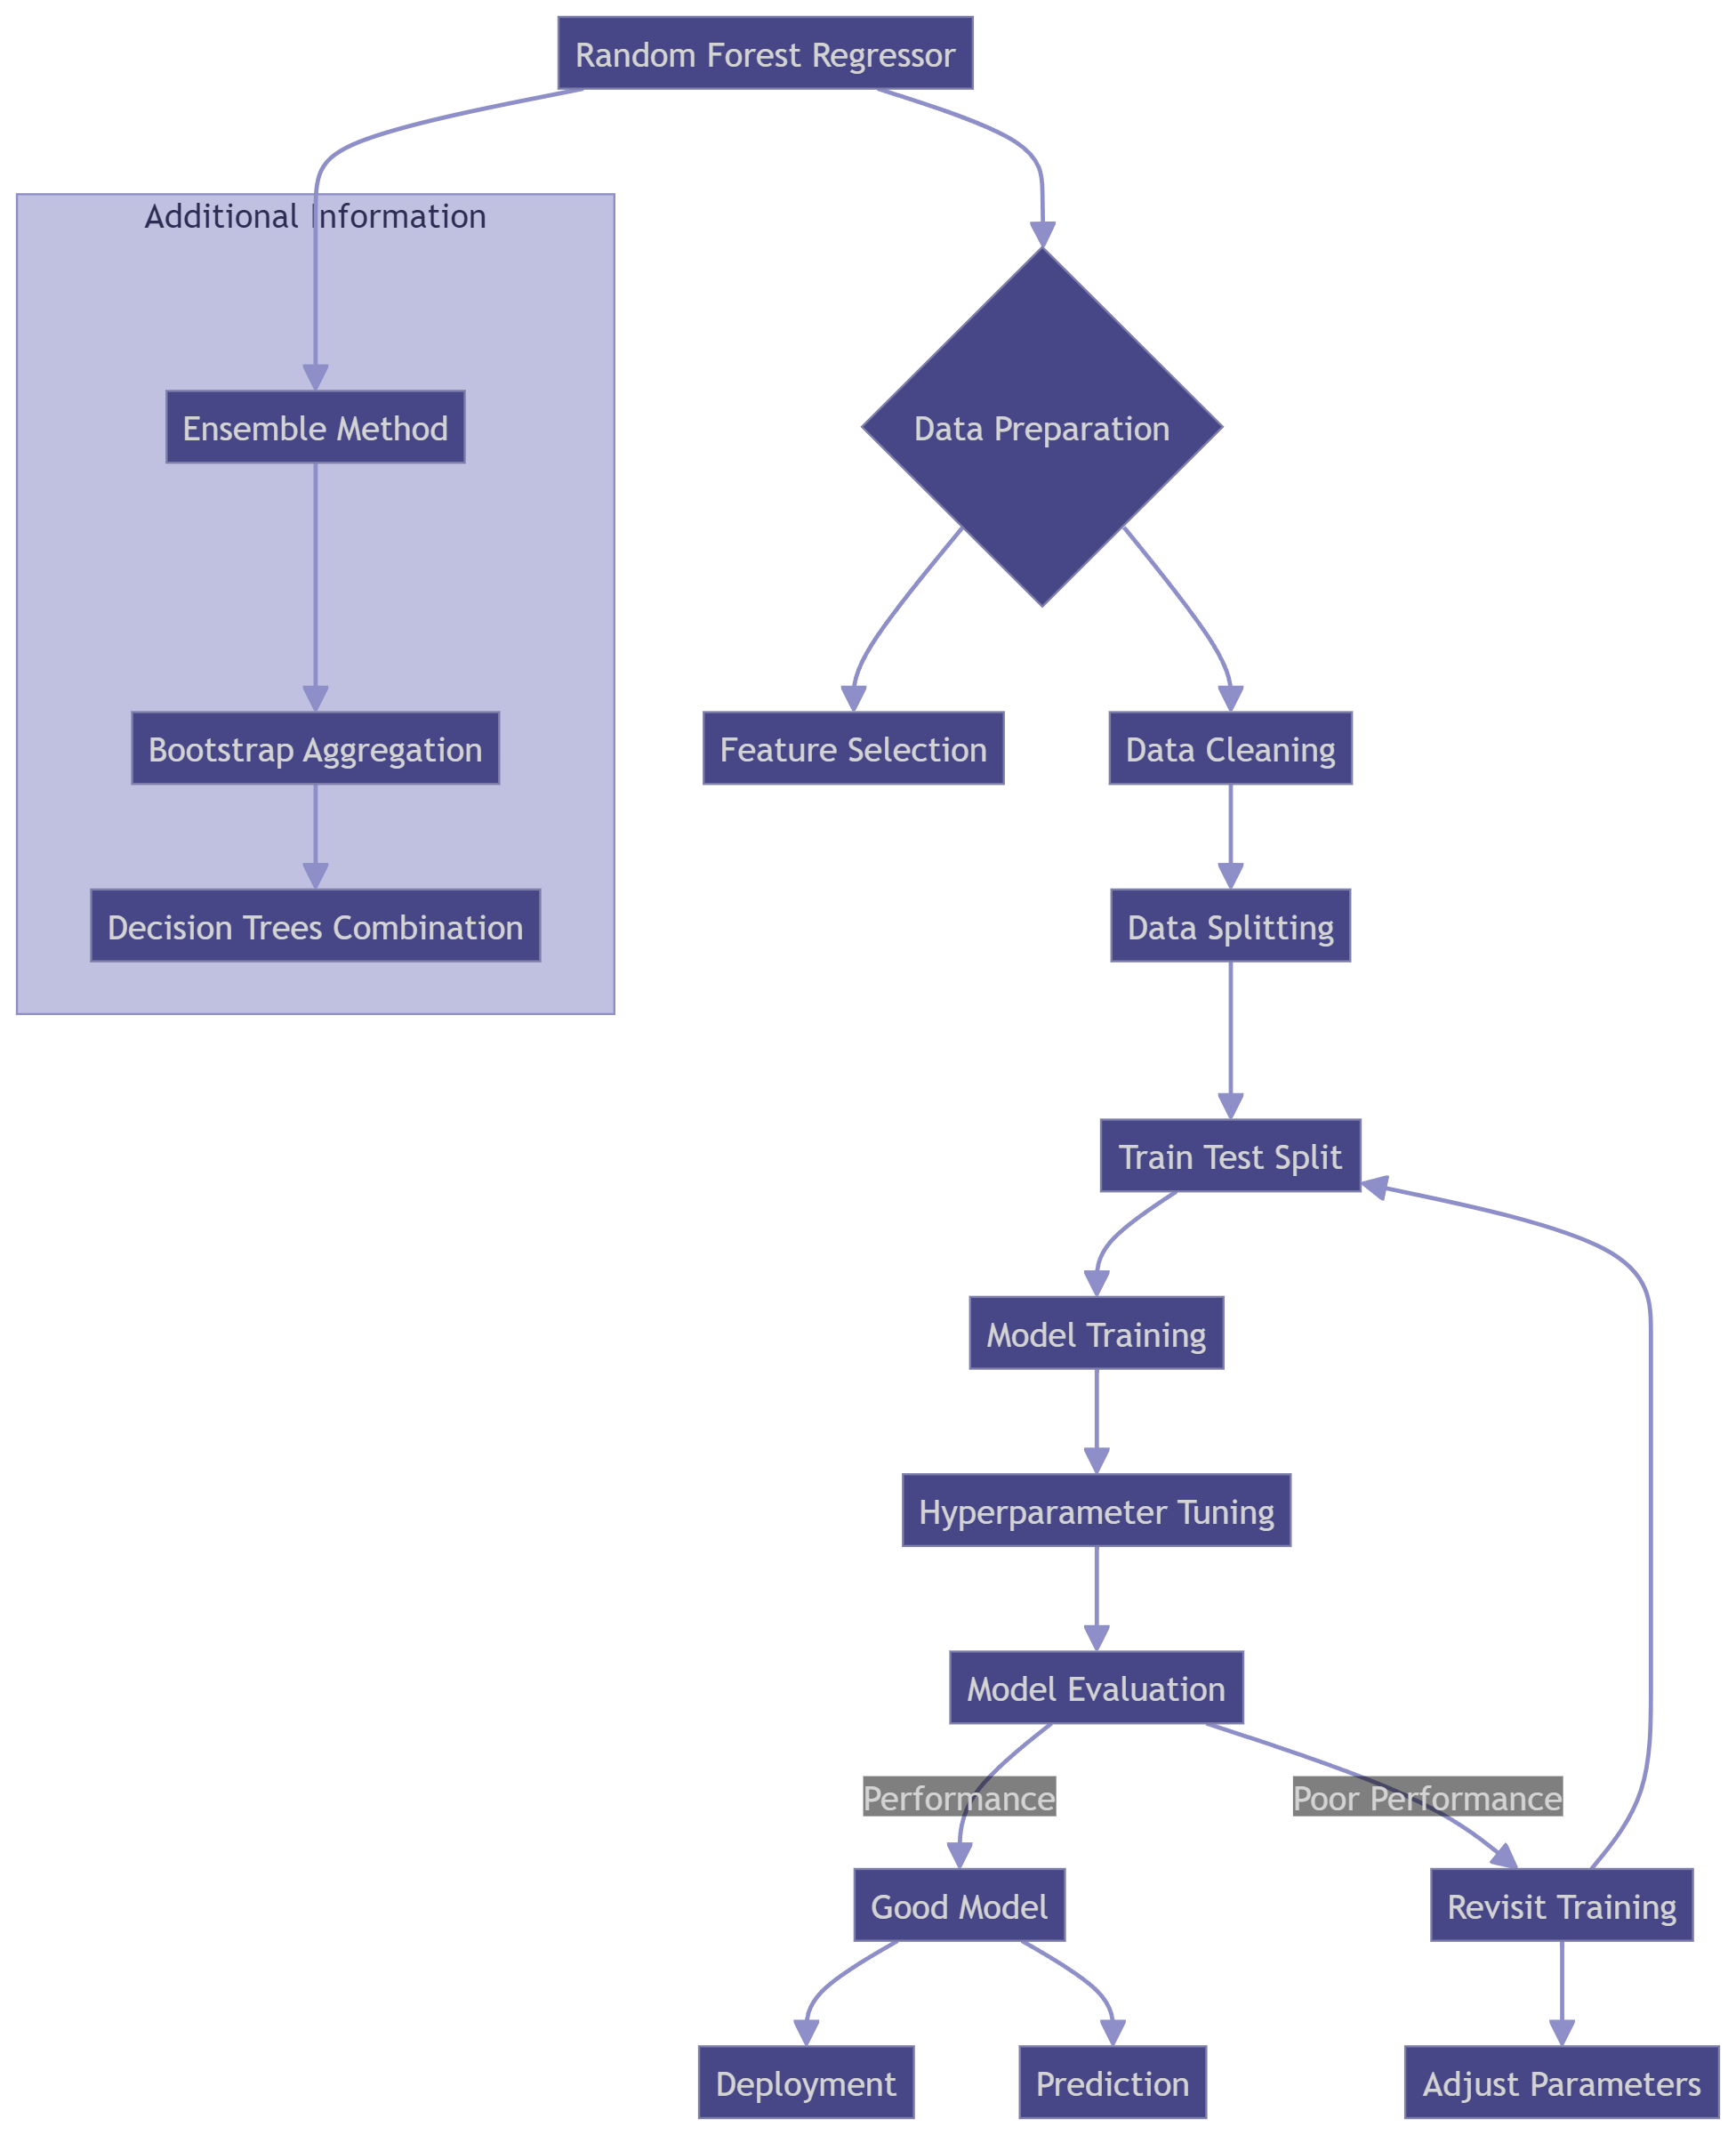 Random Forest Regressor
Additional Information
Ensemble Method
Data Preparation
Bootstrap Aggregation
Feature Selection
Data Cleaning
Decision Trees Combination
Data Splitting
Train Test Split
Model Training
Hyperparameter Tuning
Model Evaluation
Performance
Poor Performance
Good Model
Revisit Training
Deployment
Prediction
Adjust Parameters